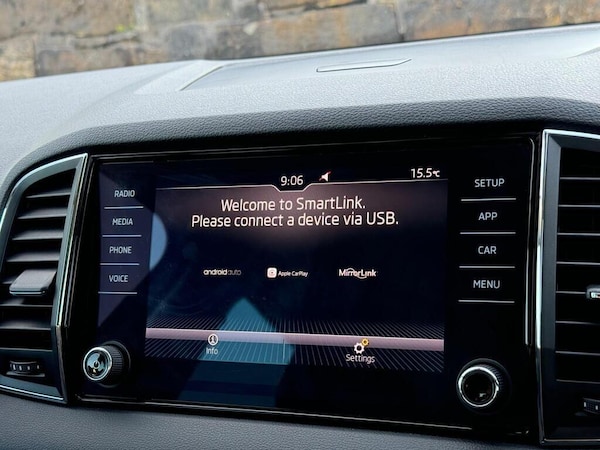 9:06
15.5°C
RADIO
MEDIA
PHONE
VOICE
Welcome to SmartLink.
Please connect a device via USB.
androidauto
Apple CarPlay
MirrorLink
Info
Settings
SETUP
APP
CAR
MENU